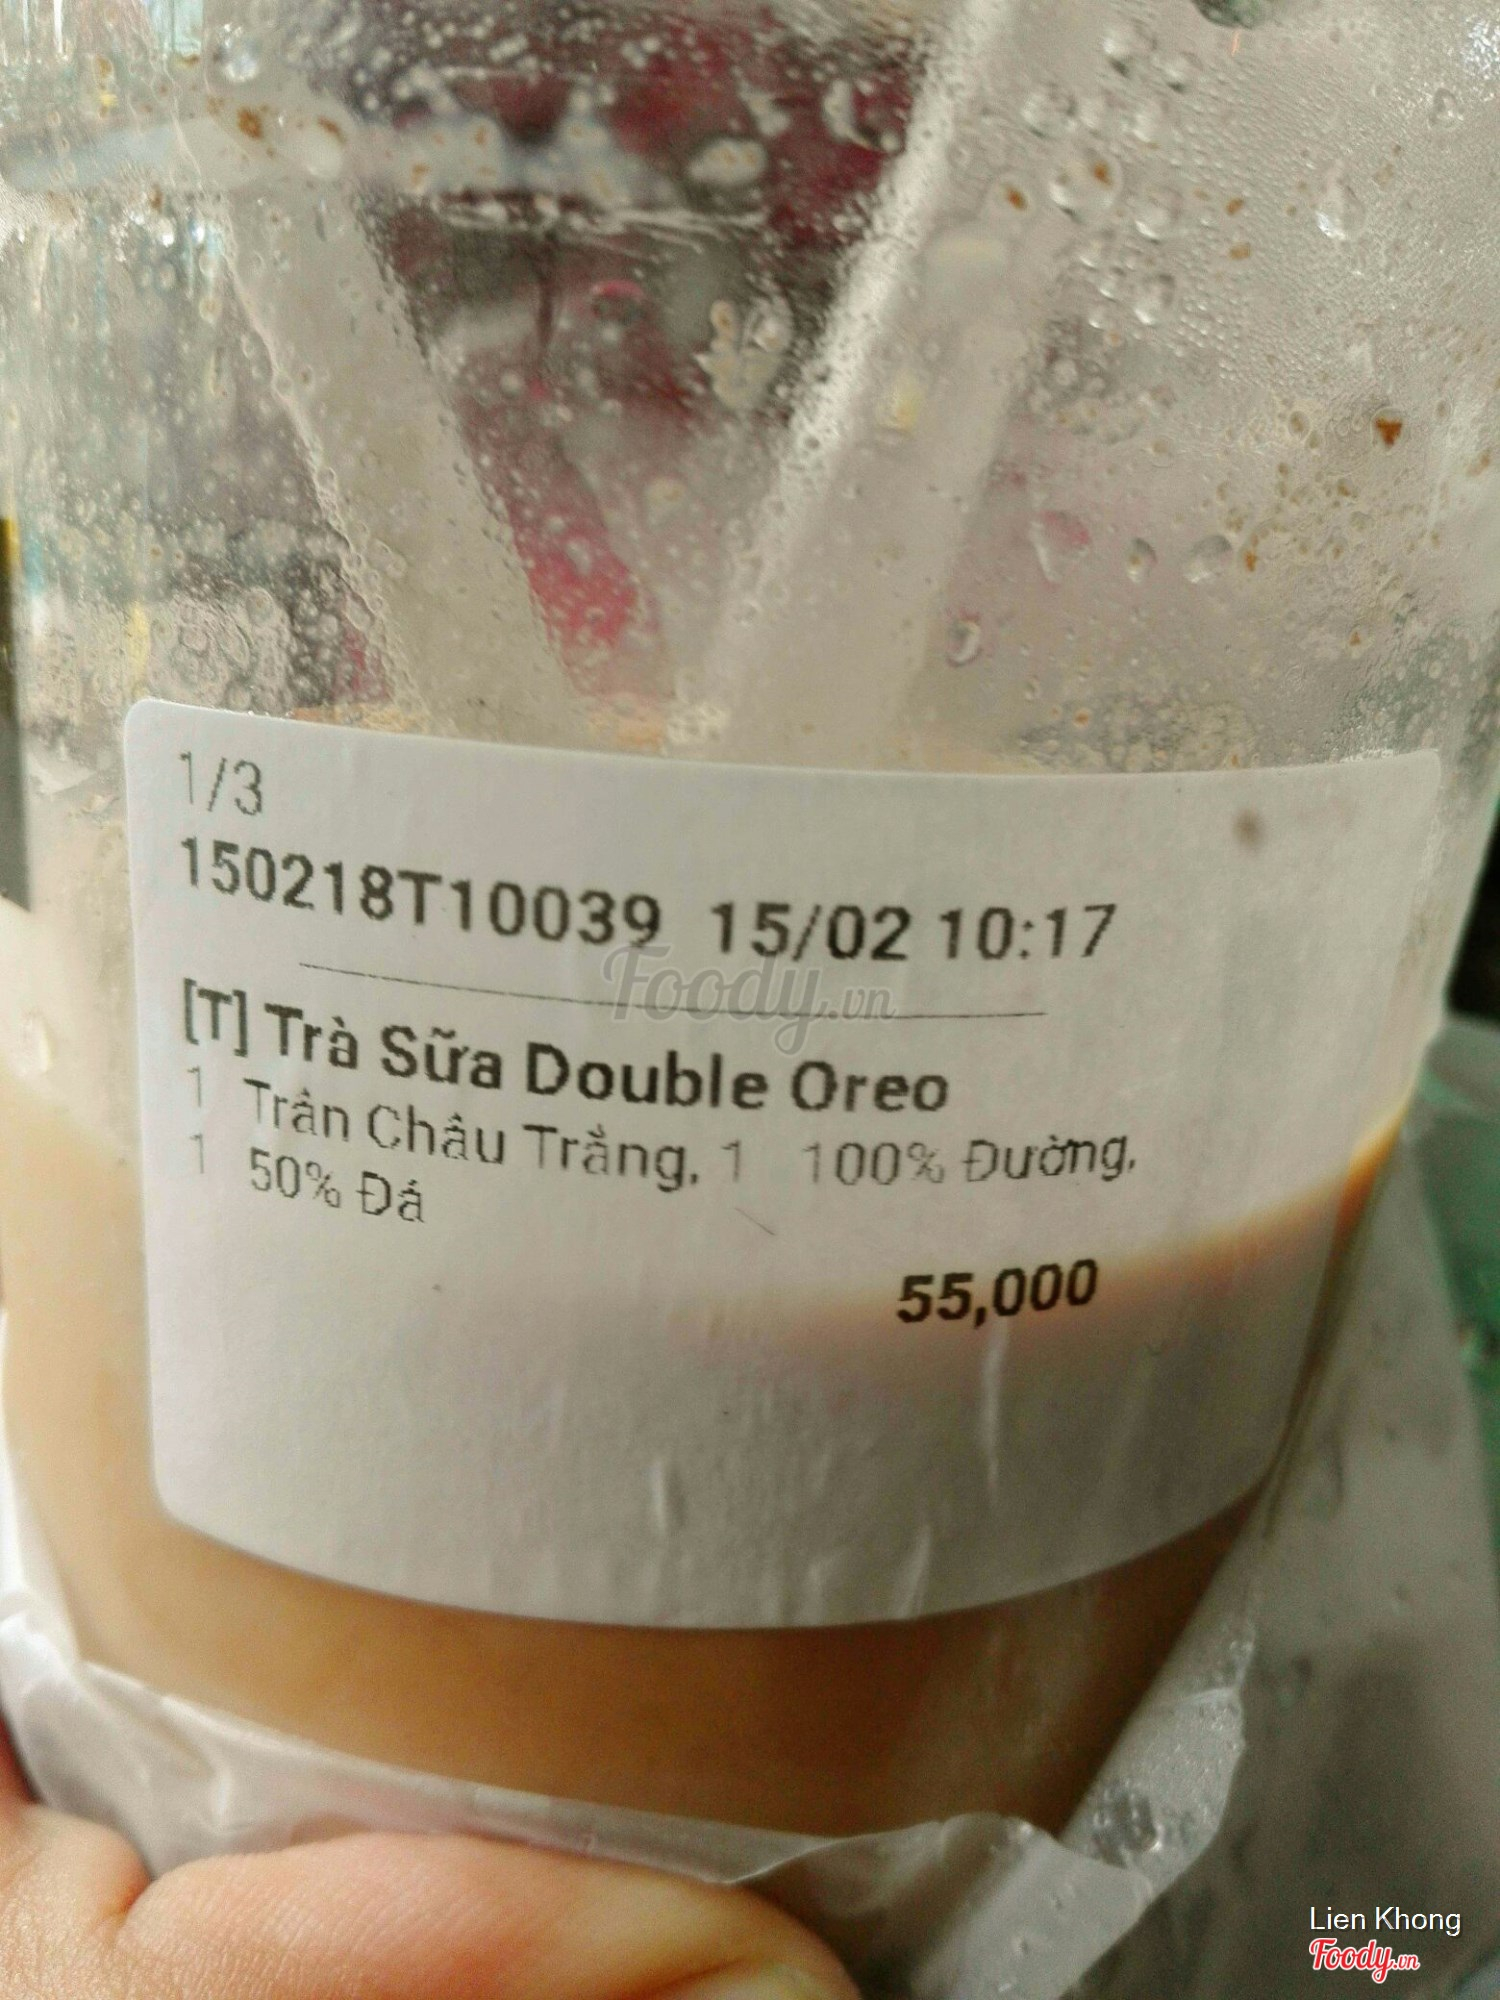 1/3
150218T10039 15/02 10:17
Foody.vn
[T] Trà Sữa Double Oreo
1 Trân Châu Trắng, 1 100% Đường,
1 50% Đá
55,000
Lien Khong
Foody.vn